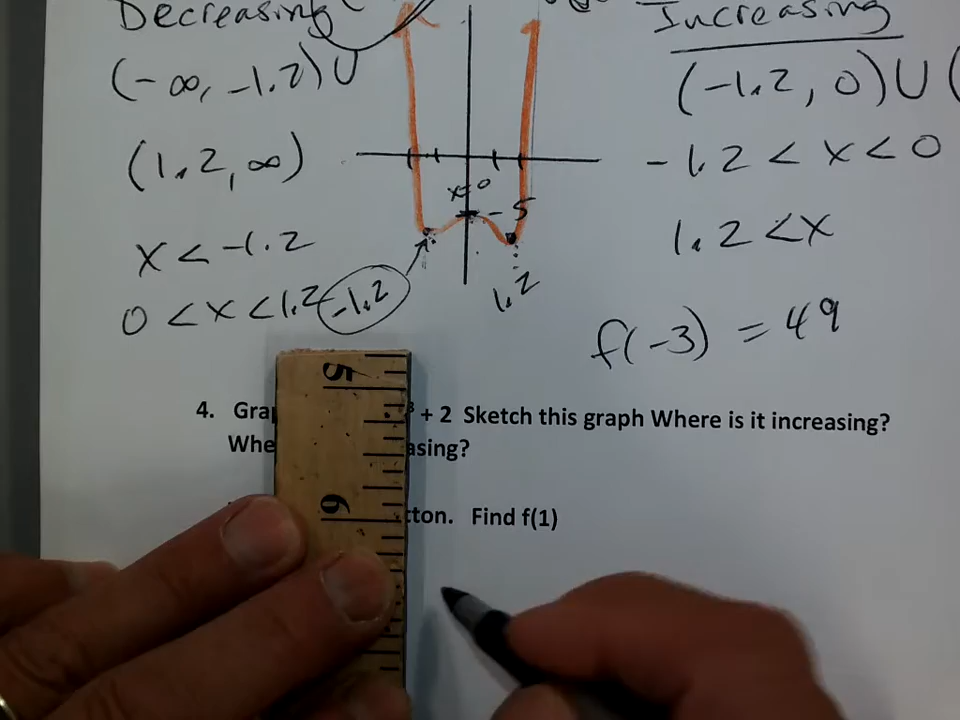 Decreasing
Increasing
(-∞, -1.2) ∪
(-1.2, 0) ∪ (
(1.2, ∞)
-1.2 < x < 0
x=0
-5
x < -1.2
1.2 < x
0 < x < 1.2
-1.2
1.2
f(-3) = 49
5
4. Gra + 2 Sketch this graph Where is it increasing?
Whe asing?
6
tton. Find f(1)